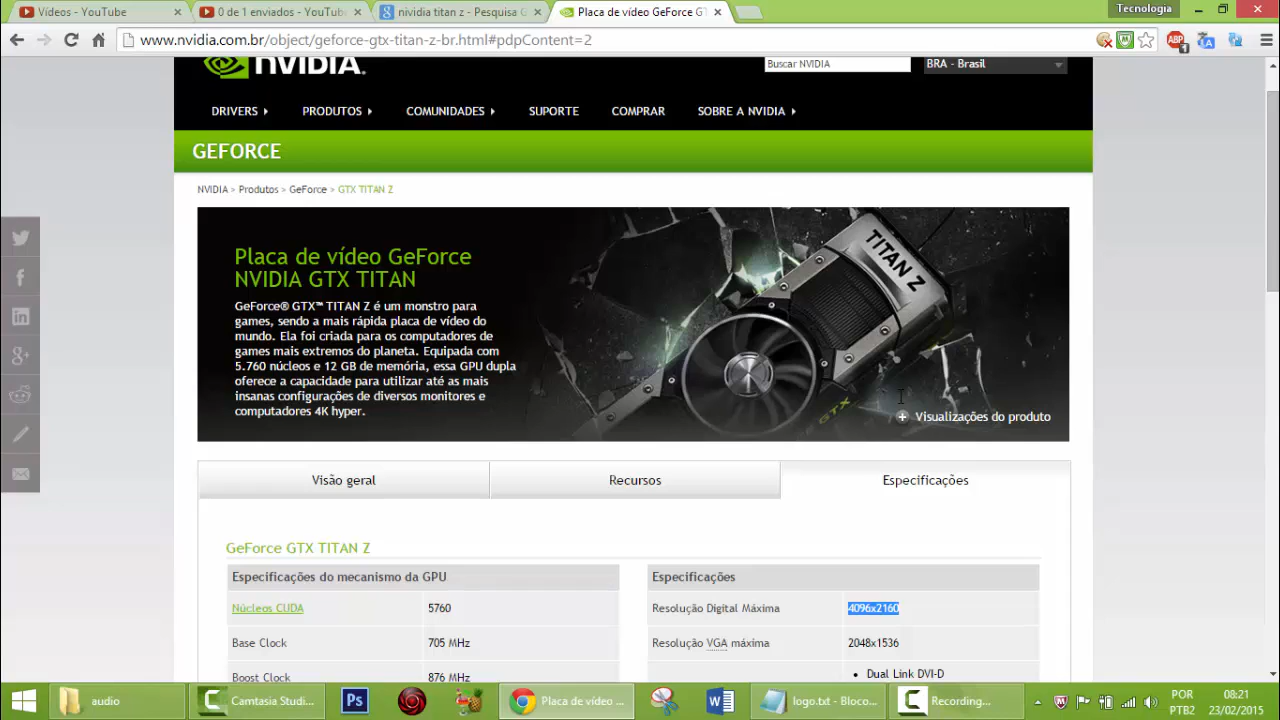 Vídeos - YouTube
0 de 1 enviados - YouTube
nvidia titan z - Pesquisa G
Placa de vídeo GeForce GT
Tecnologia
www.nvidia.com.br/object/geforce-gtx-titan-z-br.html#pdpContent=2
ABP
NVIDIA.
Buscar NVIDIA
BRA - Brasil
DRIVERS
PRODUTOS
COMUNIDADES
SUPORTE
COMPRAR
SOBRE A NVIDIA
GEFORCE
NVIDIA > Produtos > GeForce > GTX TITAN Z
Placa de vídeo GeForce
NVIDIA GTX TITAN
GeForce® GTX™ TITAN Z é um monstro para
games, sendo a mais rápida placa de vídeo do
mundo. Ela foi criada para os computadores de
games mais extremos do planeta. Equipada com
5.760 núcleos e 12 GB de memória, essa GPU dupla
oferece a capacidade para utilizar até as mais
insanas configurações de diversos monitores e
computadores 4K hyper.
TITAN Z
GTX
Visualizações do produto
Visão geral
Recursos
Especificações
GeForce GTX TITAN Z
Especificações do mecanismo da GPU
Núcleos CUDA 5760
Base Clock 705 MHz
Boost Clock 876 MHz
Especificações
Resolução Digital Máxima 4096x2160
Resolução VGA máxima 2048x1536
• Dual Link DVI-D
audio
Camtasia Studi...
Ps
Placa de vídeo ...
logo.txt - Bloco...
Recording...
POR
PTB2
08:21
23/02/2015